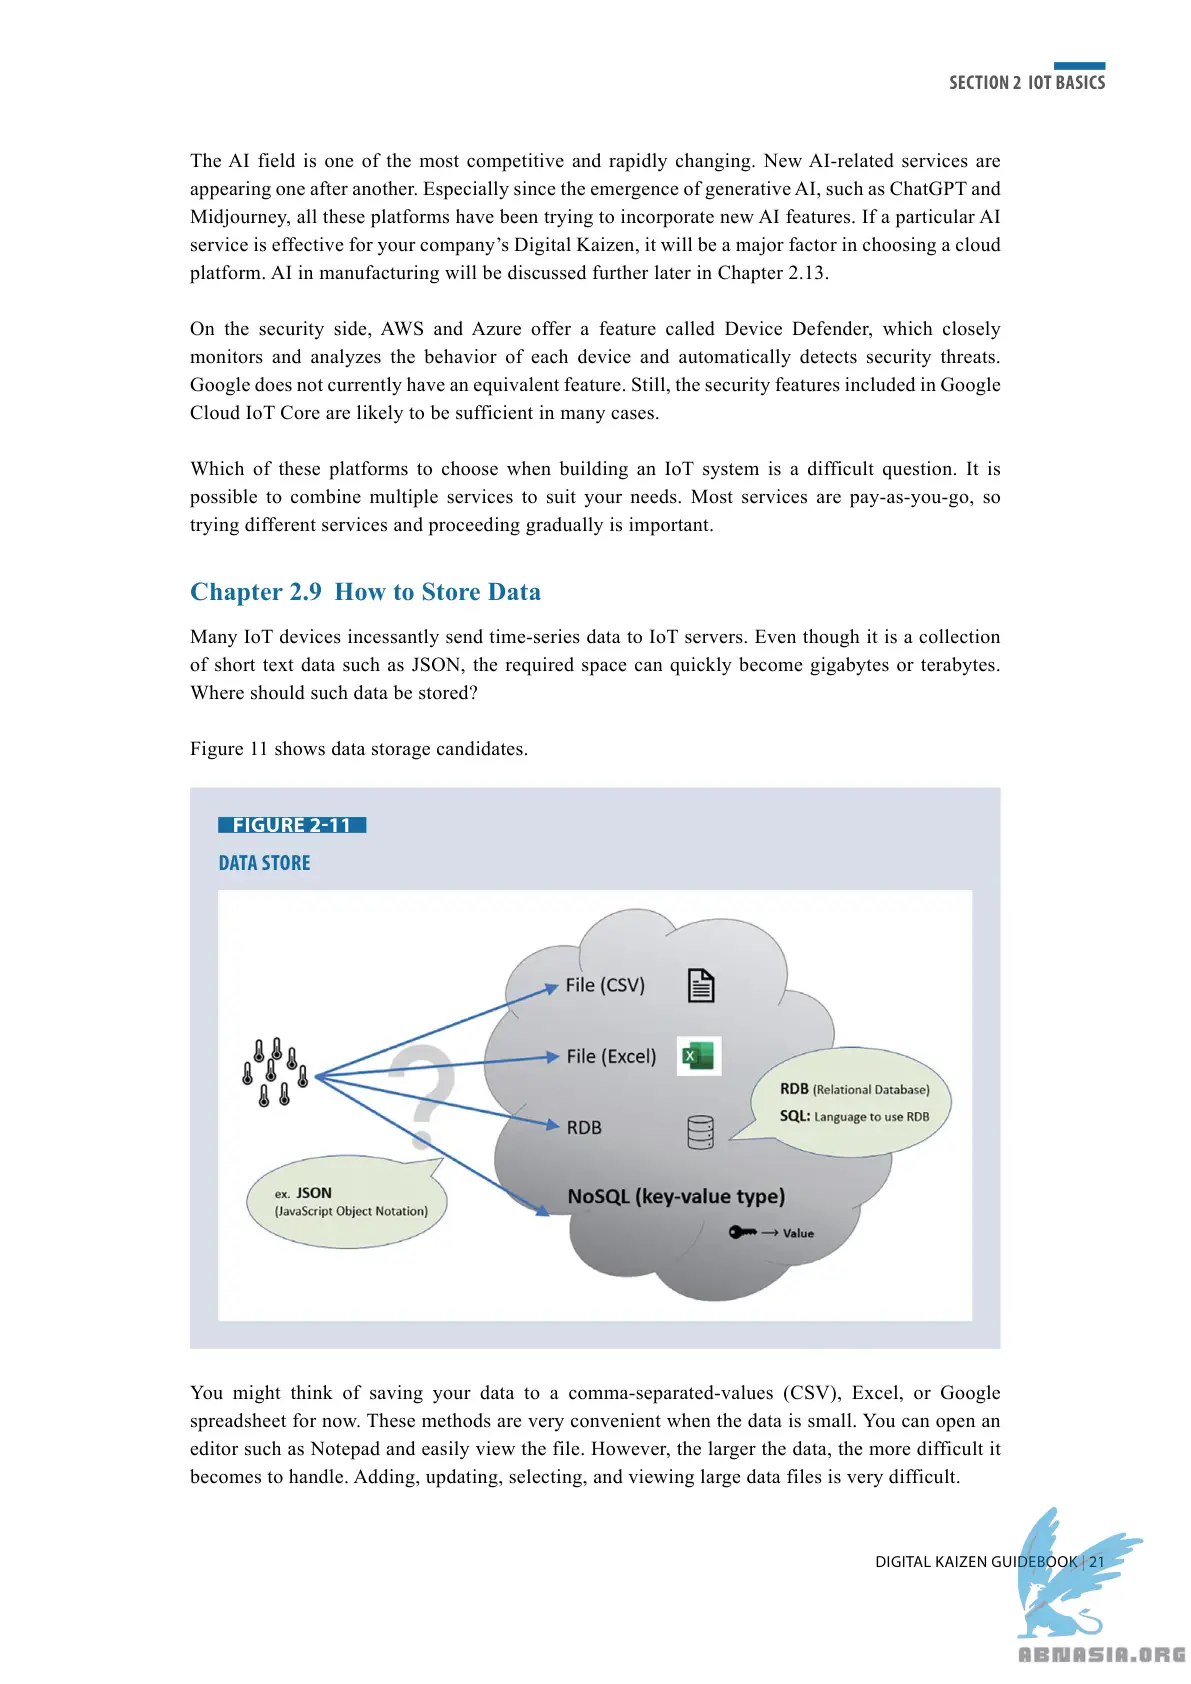 SECTION 2 IOT BASICS
The AI field is one of the most competitive and rapidly changing. New AI-related services are
appearing one after another. Especially since the emergence of generative AI, such as ChatGPT and
Midjourney, all these platforms have been trying to incorporate new AI features. If a particular AI
service is effective for your company’s Digital Kaizen, it will be a major factor in choosing a cloud
platform. AI in manufacturing will be discussed further later in Chapter 2.13.
On the security side, AWS and Azure offer a feature called Device Defender, which closely
monitors and analyzes the behavior of each device and automatically detects security threats.
Google does not currently have an equivalent feature. Still, the security features included in Google
Cloud IoT Core are likely to be sufficient in many cases.
Which of these platforms to choose when building an IoT system is a difficult question. It is
possible to combine multiple services to suit your needs. Most services are pay-as-you-go, so
trying different services and proceeding gradually is important.
Chapter 2.9 How to Store Data
Many IoT devices incessantly send time-series data to IoT servers. Even though it is a collection
of short text data such as JSON, the required space can quickly become gigabytes or terabytes.
Where should such data be stored?
Figure 11 shows data storage candidates.
FIGURE 2-11
DATA STORE
File (CSV)
File (Excel)
X
RDB (Relational Database)
SQL: Language to use RDB
RDB
?
ex. JSON
(JavaScript Object Notation)
NoSQL (key-value type)
→ Value
You might think of saving your data to a comma-separated-values (CSV), Excel, or Google
spreadsheet for now. These methods are very convenient when the data is small. You can open an
editor such as Notepad and easily view the file. However, the larger the data, the more difficult it
becomes to handle. Adding, updating, selecting, and viewing large data files is very difficult.
DIGITAL KAIZEN GUIDEBOOK | 21
ABNASIA.ORG